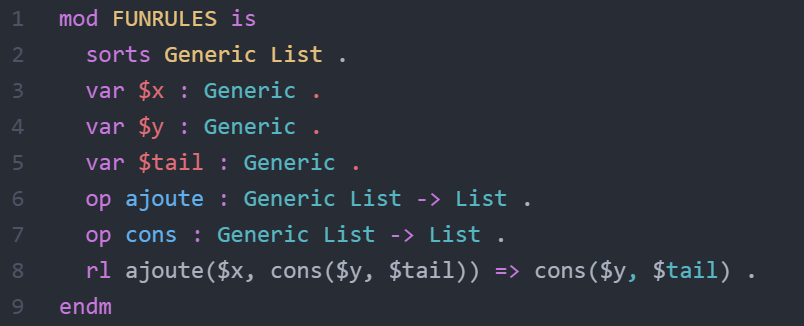 1 mod FUNRULES is
2 sorts Generic List .
3 var $x : Generic .
4 var $y : Generic .
5 var $tail : Generic .
6 op ajoute : Generic List -> List .
7 op cons : Generic List -> List .
8 rl ajoute($x, cons($y, $tail)) => cons($y, $tail) .
9 endm